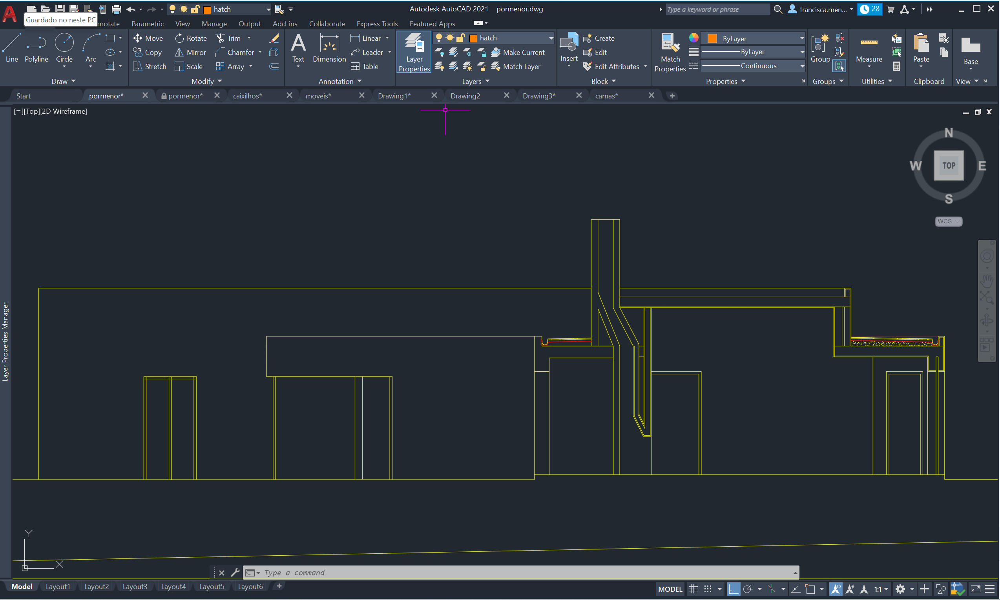 hatch
Autodesk AutoCAD 2021 pormenor.dwg
Type a keyword or phrase
francisca.men...
28
Guardado no neste PC
nnotate Parametric View Manage Output Add-ins Collaborate Express Tools Featured Apps
Line Polyline Circle Arc
Move Rotate Trim
Copy Mirror Chamfer
Stretch Scale Array
Text Dimension
Linear
Leader
Table
Layer Properties
hatch
Make Current
Match Layer
Insert
Create
Edit
Edit Attributes
Match Properties
ByLayer
ByLayer
Continuous
Group
Measure
Paste
Base
Draw Modify Annotation Layers Block Properties Groups Utilities Clipboard View
Start pormenor* pormenor* caixilhos* moveis* Drawing1* Drawing2 Drawing3* camas*
[−][Top][2D Wireframe]
N
W TOP E
S
WCS
Layer Properties Manager
Y
X
Type a command
Model Layout1 Layout2 Layout3 Layout4 Layout5 Layout6
MODEL 1:1